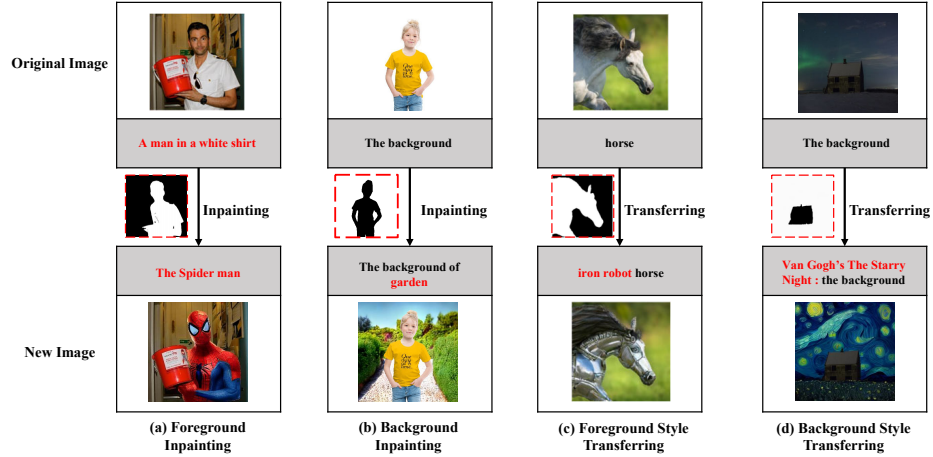 Original Image
A man in a white shirt
The background
horse
The background
Inpainting
Inpainting
Transferring
Transferring
The Spider man
The background of
garden
iron robot horse
Van Gogh's The Starry
Night : the background
New Image
(a) Foreground
Inpainting
(b) Background
Inpainting
(c) Foreground Style
Transferring
(d) Background Style
Transferring